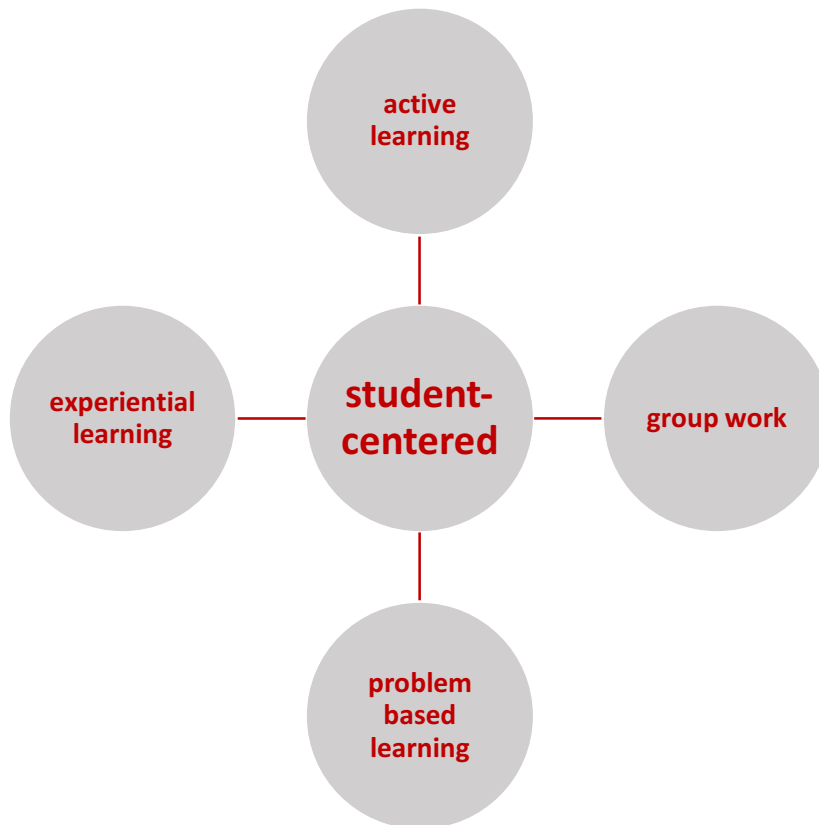 active
learning
experiential
learning
student-
centered
group work
problem
based
learning